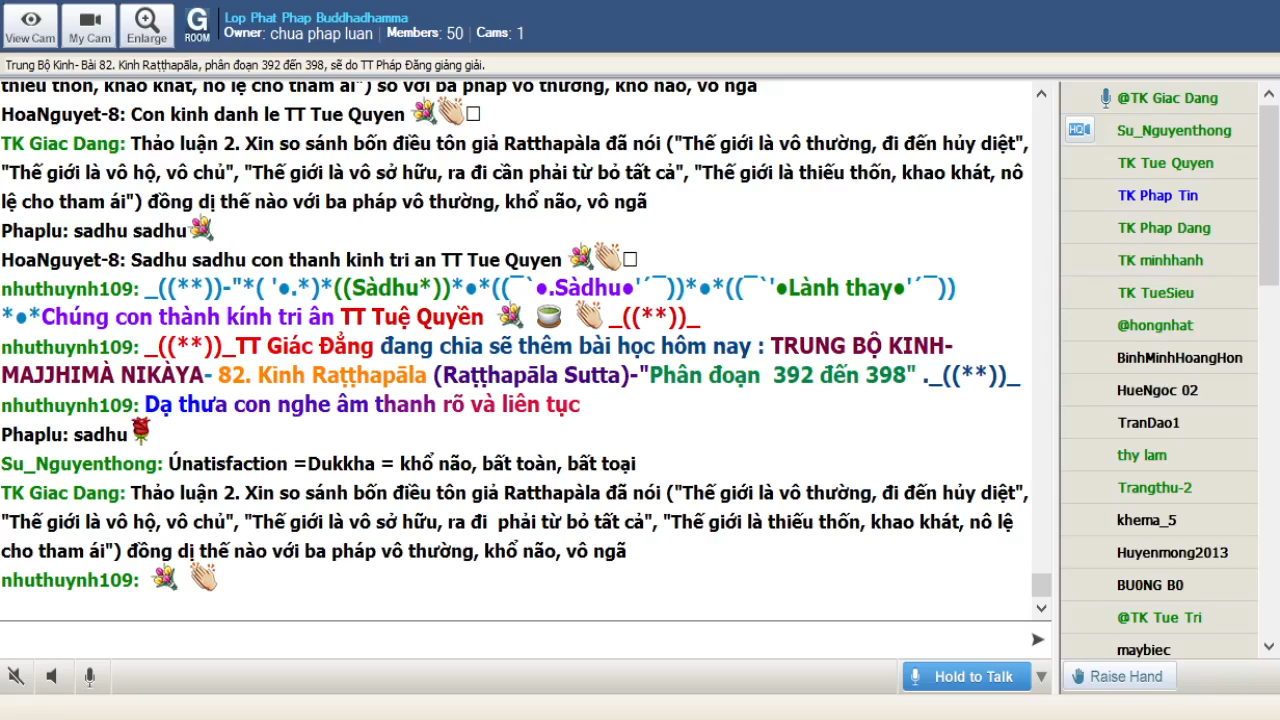 View Cam
My Cam
Enlarge
G
ROOM
Lop Phat Phap Buddhadhamma
Owner: chua phap luan | Members: 50 | Cams: 1
Trung Bộ Kinh- Bài 82. Kinh Raṭṭhapāla, phân đoạn 392 đến 398, sẽ do TT Pháp Đăng giảng giải.
thiếu thốn, khao khát, nô lệ cho tham ái") so với ba pháp vô thường, khổ não, vô ngã
HoaNguyet-8: Con kinh danh le TT Tue Quyen
TK Giac Dang: Thảo luận 2. Xin so sánh bốn điều tôn giả Ratthapàla đã nói ("Thế giới là vô thường, đi đến hủy diệt",
"Thế giới là vô hộ, vô chủ", "Thế giới là vô sở hữu, ra đi cần phải từ bỏ tất cả", "Thế giới là thiếu thốn, khao khát, nô
lệ cho tham ái") đồng dị thế nào với ba pháp vô thường, khổ não, vô ngã
Phaplu: sadhu sadhu
HoaNguyet-8: Sadhu sadhu con thanh kinh tri an TT Tue Quyen
nhuthuynh109: _((**))-"*( '●.*)*((Sàdhu*))*●*((¯`●.Sàdhu●'´¯))*●*((¯`'●Lành thay●'´¯))
*●*Chúng con thành kính tri ân TT Tuệ Quyền _((**))_
nhuthuynh109: _((**))_TT Giác Đẳng đang chia sẽ thêm bài học hôm nay : TRUNG BỘ KINH-
MAJJHIMÀ NIKÀYA- 82. Kinh Raṭṭhapāla (Raṭṭhapāla Sutta)-"Phân đoạn 392 đến 398" ._((**))_
nhuthuynh109: Dạ thưa con nghe âm thanh rõ và liên tục
Phaplu: sadhu
Su_Nguyenthong: Únatisfaction =Dukkha = khổ não, bất toàn, bất toại
TK Giac Dang: Thảo luận 2. Xin so sánh bốn điều tôn giả Ratthapàla đã nói ("Thế giới là vô thường, đi đến hủy diệt",
"Thế giới là vô hộ, vô chủ", "Thế giới là vô sở hữu, ra đi phải từ bỏ tất cả", "Thế giới là thiếu thốn, khao khát, nô lệ
cho tham ái") đồng dị thế nào với ba pháp vô thường, khổ não, vô ngã
nhuthuynh109:
Hold to Talk
@TK Giac Dang
HQ
Su_Nguyenthong
TK Tue Quyen
TK Phap Tin
TK Phap Dang
TK minhhanh
TK TueSieu
@hongnhat
BinhMinhHoangHon
HueNgoc 02
TranDao1
thy lam
Trangthu-2
khema_5
Huyenmong2013
BU0NG B0
@TK Tue Tri
maybiec
Raise Hand